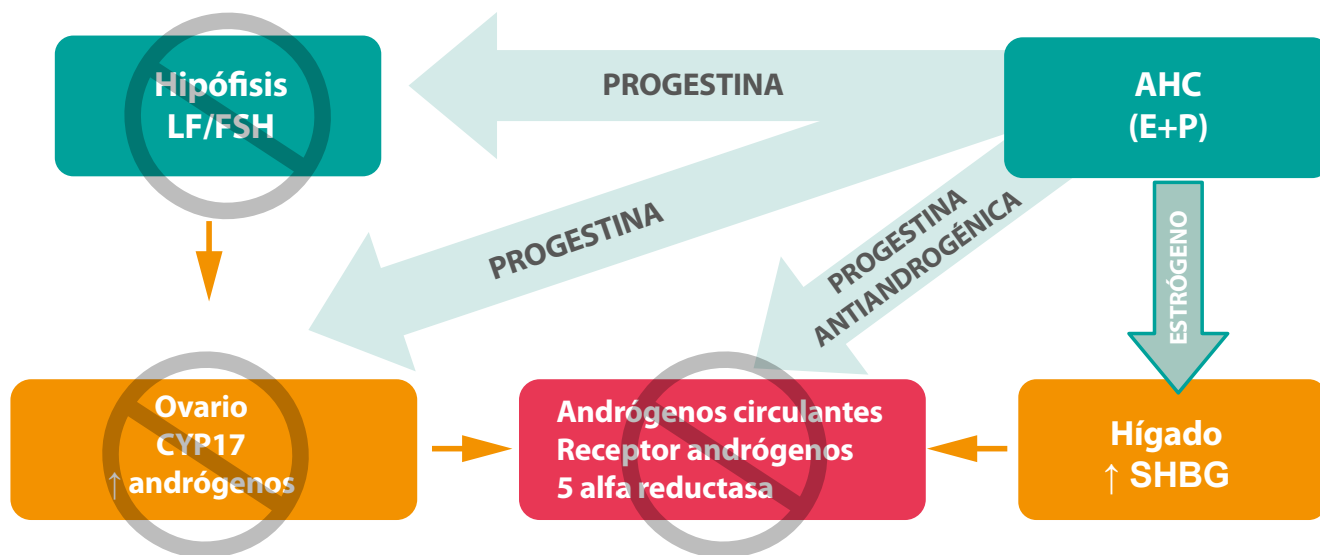 Hipófisis
LF/FSH
PROGESTINA
AHC
(E+P)
PROGESTINA
PROGESTINA
ANTIANDROGÉNICA
ESTRÓGENO
Ovario
CYP17
↑ andrógenos
Andrógenos circulantes
Receptor andrógenos
5 alfa reductasa
Hígado
↑ SHBG